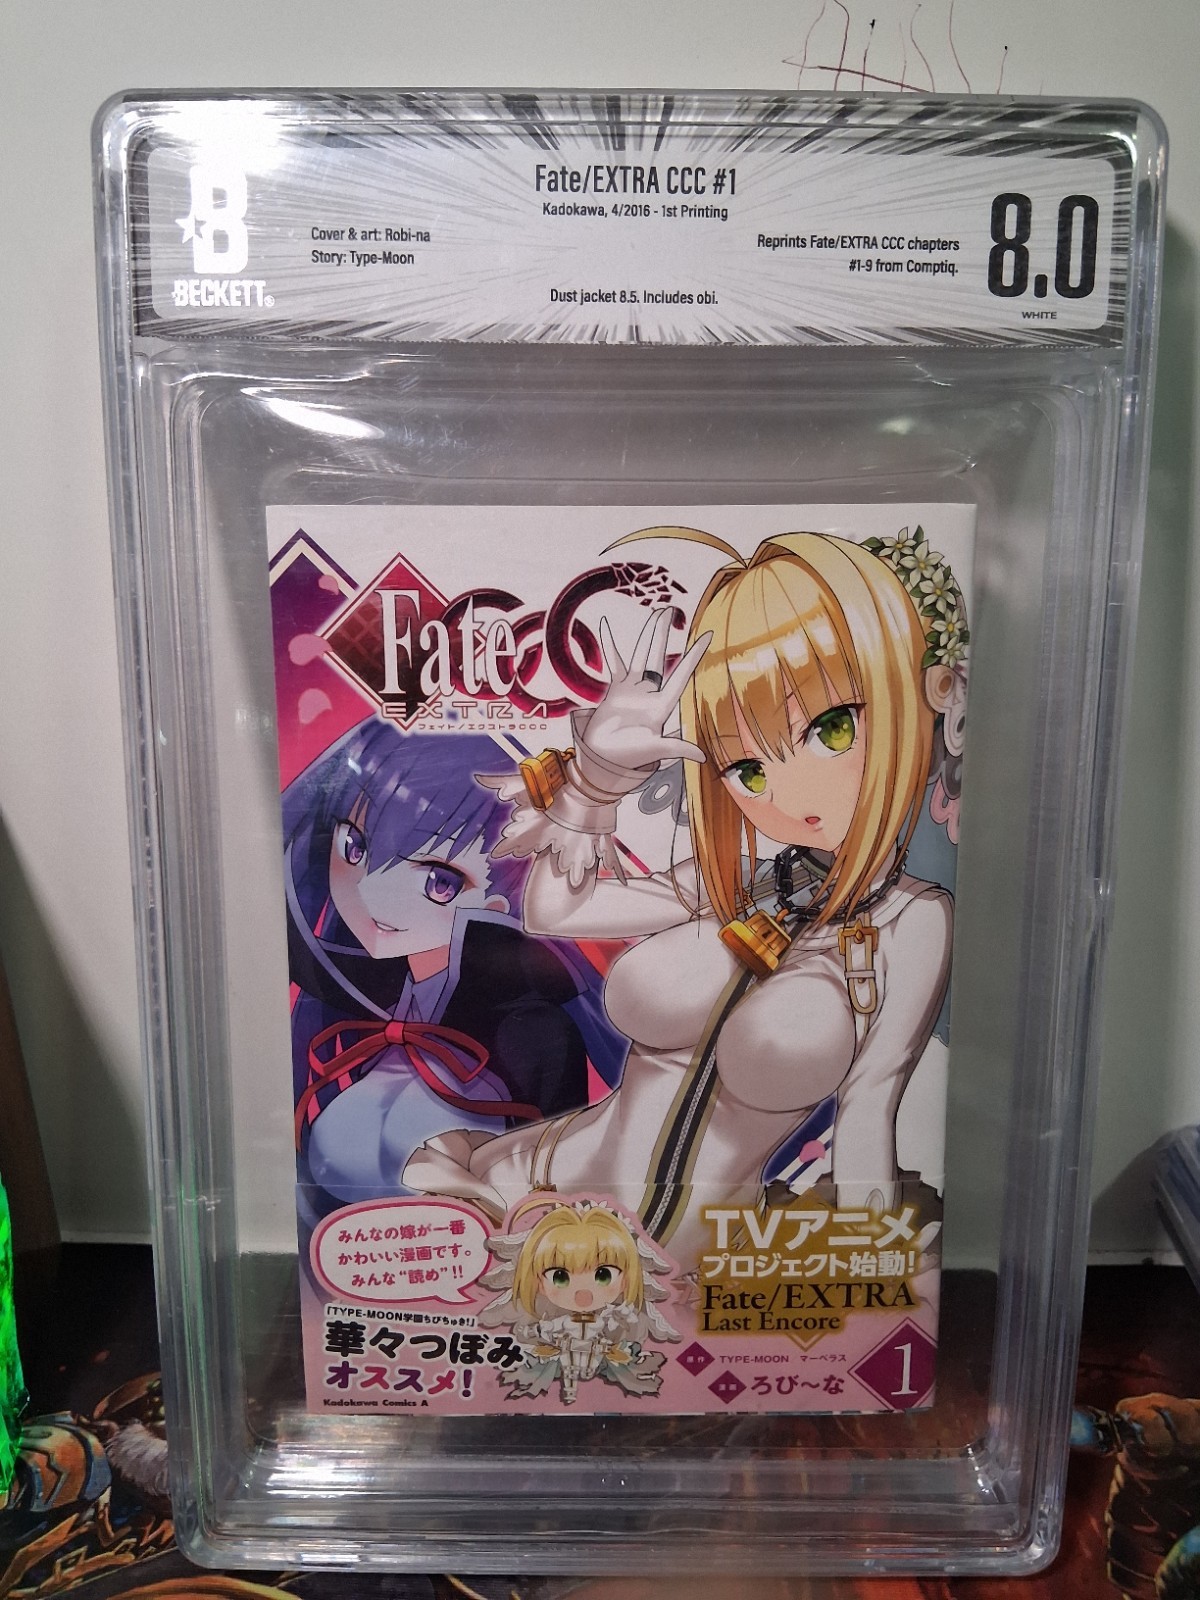 B
BECKETT®
Fate/EXTRA CCC #1
Kadokawa, 4/2016 - 1st Printing
Cover & art: Robi-na
Story: Type-Moon
Reprints Fate/EXTRA CCC chapters
#1-9 from Comptiq.
Dust jacket 8.5. Includes obi.
8.0
WHITE
Fate CCC
EXTRA
フェイト/エクストラCCC
みんなの嫁が一番
かわいい漫画です。
みんな“読め”!!
「TYPE-MOON学園ちびちゅき!」
華々つぼみ
オススメ!
Kadokawa Comics A
TVアニメ
プロジェクト始動!
Fate/EXTRA
Last Encore
原作 TYPE-MOON マーベラス
漫画 ろび～な
1